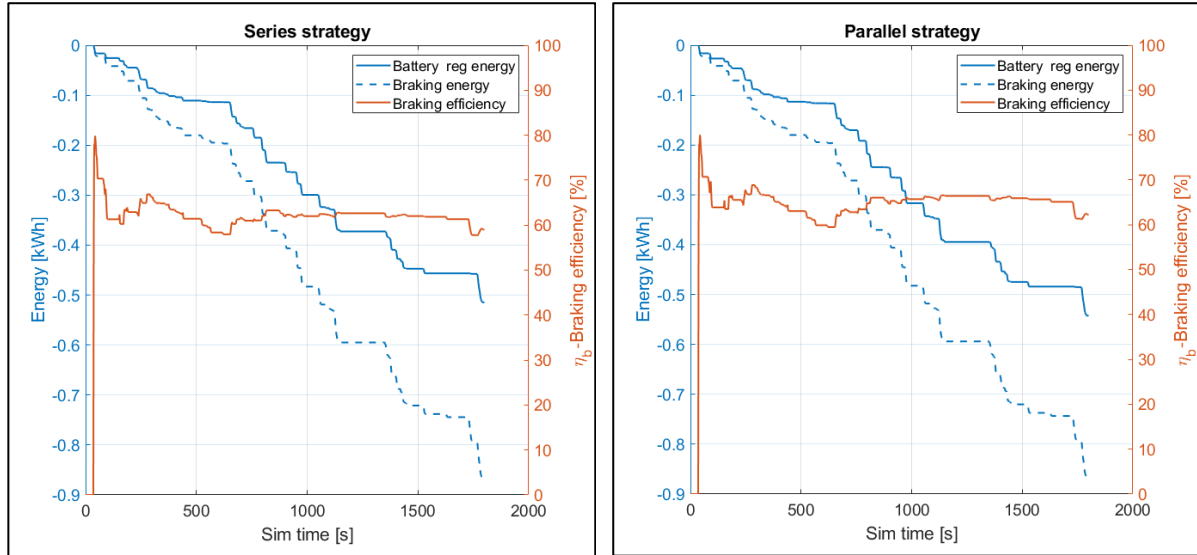 Series strategy
Battery reg energy
Braking energy
Braking efficiency
Energy [kWh]
0
-0.1
-0.2
-0.3
-0.4
-0.5
-0.6
-0.7
-0.8
-0.9
100
90
80
70
60
50
40
30
20
10
0
η_b-Braking efficiency [%]
0 500 1000 1500 2000
Sim time [s]
Parallel strategy
Battery reg energy
Braking energy
Braking efficiency
Energy [kWh]
0
-0.1
-0.2
-0.3
-0.4
-0.5
-0.6
-0.7
-0.8
-0.9
100
90
80
70
60
50
40
30
20
10
0
η_b-Braking efficiency [%]
0 500 1000 1500 2000
Sim time [s]